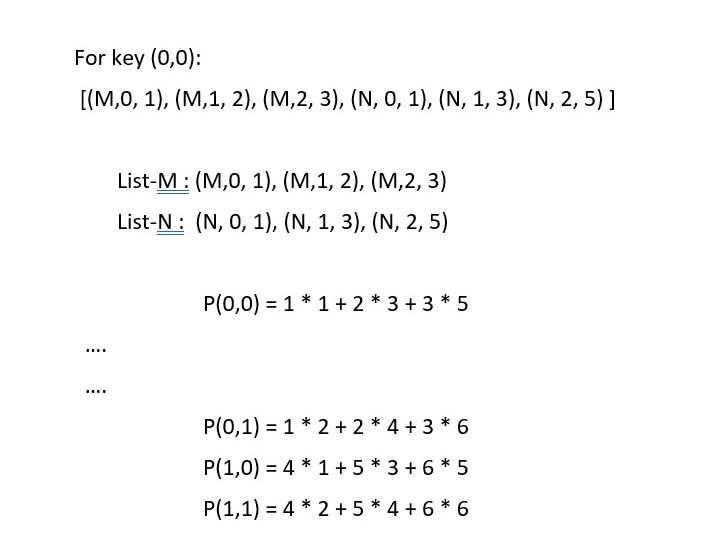 For key (0,0):
[(M,0, 1), (M,1, 2), (M,2, 3), (N, 0, 1), (N, 1, 3), (N, 2, 5) ]
List-M : (M,0, 1), (M,1, 2), (M,2, 3)
List-N : (N, 0, 1), (N, 1, 3), (N, 2, 5)
P(0,0) = 1 * 1 + 2 * 3 + 3 * 5
....
....
P(0,1) = 1 * 2 + 2 * 4 + 3 * 6
P(1,0) = 4 * 1 + 5 * 3 + 6 * 5
P(1,1) = 4 * 2 + 5 * 4 + 6 * 6